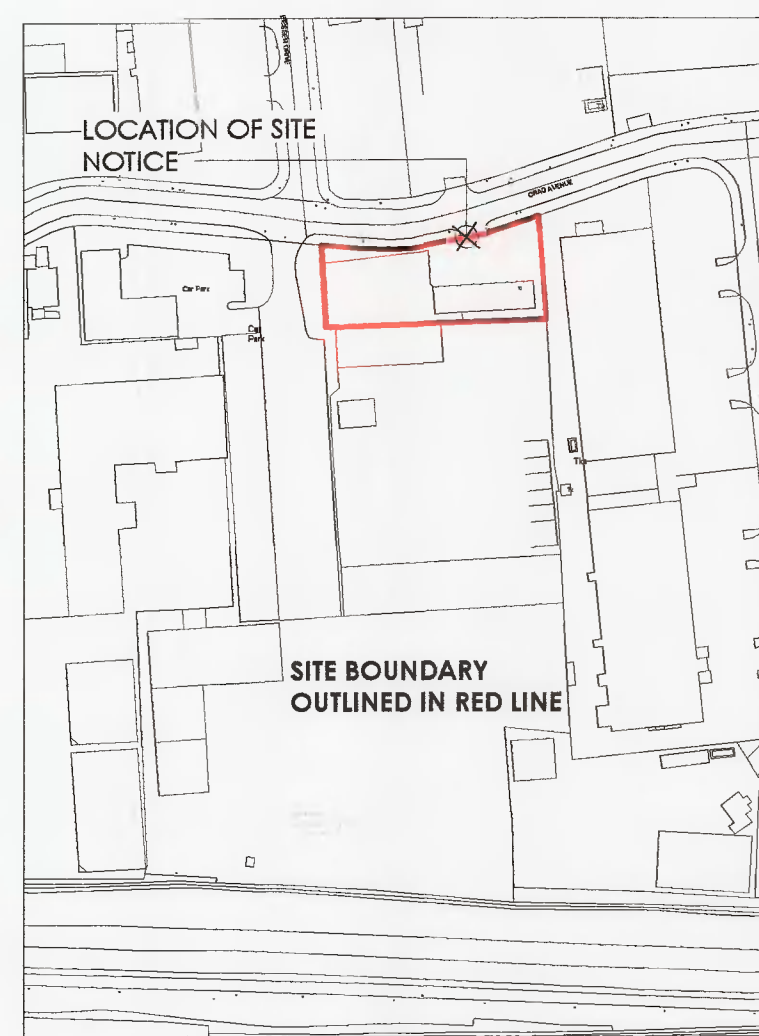 LOCATION OF SITE
NOTICE
Car Park
Car
Park
SITE BOUNDARY
OUTLINED IN RED LINE